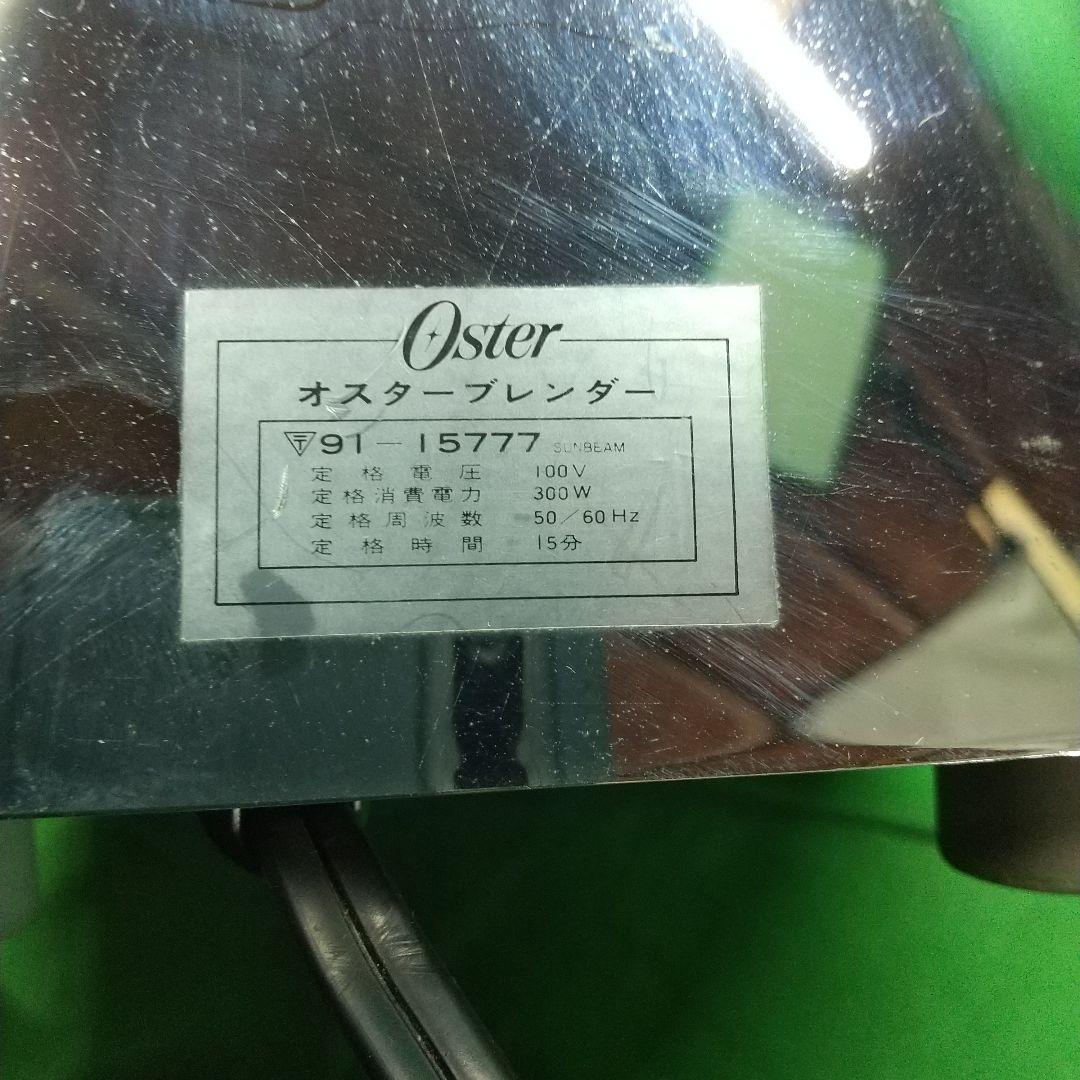 Oster
オスターブレンダー
〒91-15777 SUNBEAM
定格電圧 100V
定格消費電力 300W
定格周波数 50/60Hz
定格時間 15分